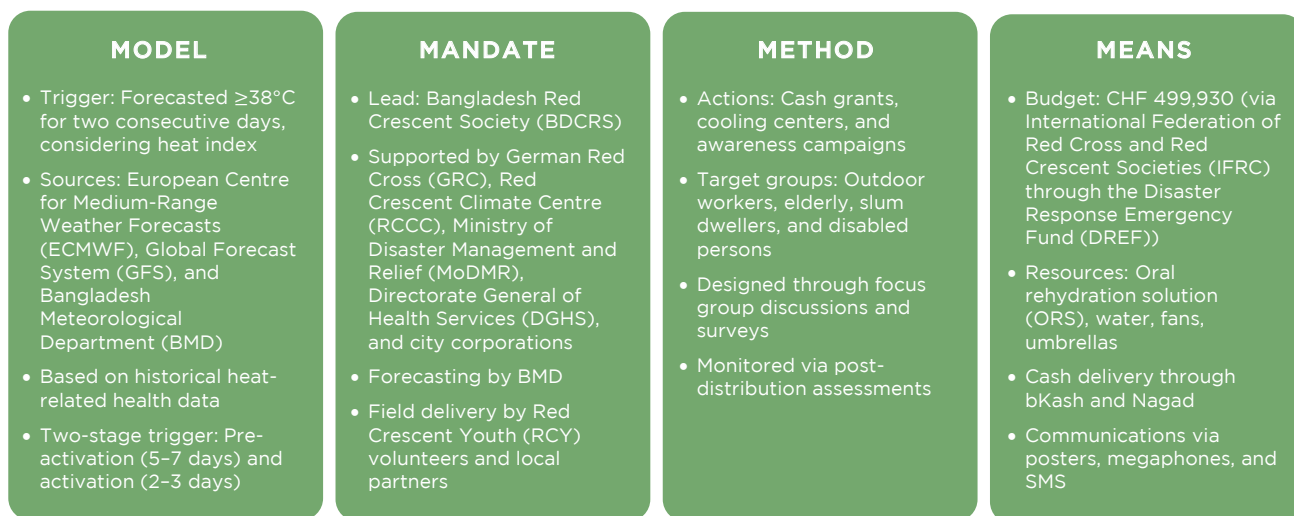 MODEL
• Trigger: Forecasted ≥38°C
for two consecutive days,
considering heat index
• Sources: European Centre
for Medium-Range
Weather Forecasts
(ECMWF), Global Forecast
System (GFS), and
Bangladesh
Meteorological
Department (BMD)
• Based on historical heat-
related health data
• Two-stage trigger: Pre-
activation (5–7 days) and
activation (2–3 days)
MANDATE
• Lead: Bangladesh Red
Crescent Society (BDCRS)
• Supported by German Red
Cross (GRC), Red
Crescent Climate Centre
(RCCC), Ministry of
Disaster Management and
Relief (MoDMR),
Directorate General of
Health Services (DGHS),
and city corporations
• Forecasting by BMD
• Field delivery by Red
Crescent Youth (RCY)
volunteers and local
partners
METHOD
• Actions: Cash grants,
cooling centers, and
awareness campaigns
• Target groups: Outdoor
workers, elderly, slum
dwellers, and disabled
persons
• Designed through focus
group discussions and
surveys
• Monitored via post-
distribution assessments
MEANS
• Budget: CHF 499,930 (via
International Federation of
Red Cross and Red
Crescent Societies (IFRC)
through the Disaster
Response Emergency
Fund (DREF))
• Resources: Oral
rehydration solution
(ORS), water, fans,
umbrellas
• Cash delivery through
bKash and Nagad
• Communications via
posters, megaphones, and
SMS